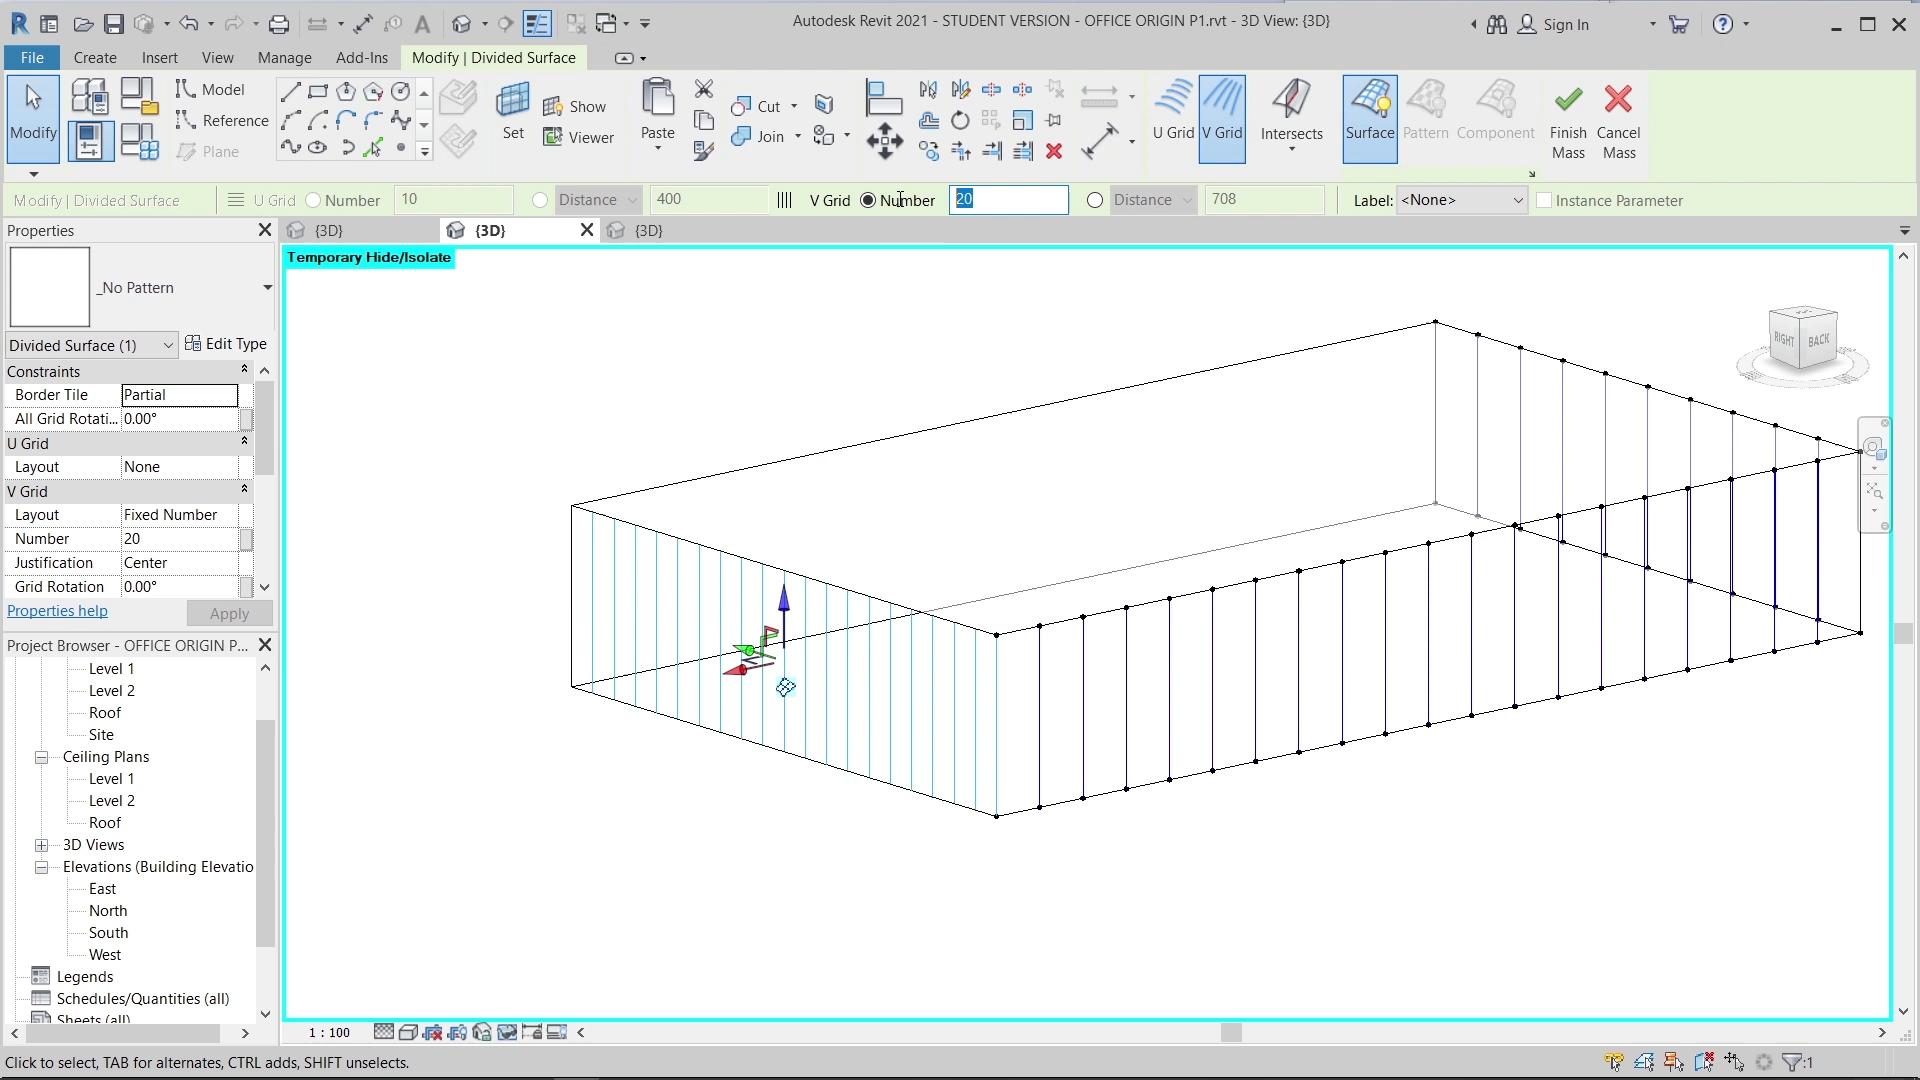 Autodesk Revit 2021 - STUDENT VERSION - OFFICE ORIGIN P1.rvt - 3D View: {3D}
Sign In
File Create Insert View Manage Add-Ins Modify | Divided Surface
Modify
Model
Reference
Plane
Set
Show
Viewer
Paste
Cut
Join
U Grid
V Grid
Intersects
Surface
Pattern
Component
Finish Mass
Cancel Mass
Modify | Divided Surface U Grid Number 10 Distance 400 V Grid Number 20 Distance 708 Label: <None> Instance Parameter
Properties
{3D} {3D} {3D}
Temporary Hide/Isolate
_No Pattern
Divided Surface (1) Edit Type
Constraints
Border Tile Partial
All Grid Rotati... 0.00°
U Grid
Layout None
V Grid
Layout Fixed Number
Number 20
Justification Center
Grid Rotation 0.00°
Properties help Apply
Project Browser - OFFICE ORIGIN P...
Level 1
Level 2
Roof
Site
Ceiling Plans
Level 1
Level 2
Roof
3D Views
Elevations (Building Elevatio
East
North
South
West
Legends
Schedules/Quantities (all)
Sheets (all)
RIGHT BACK
1 : 100
Click to select, TAB for alternates, CTRL adds, SHIFT unselects.
:1